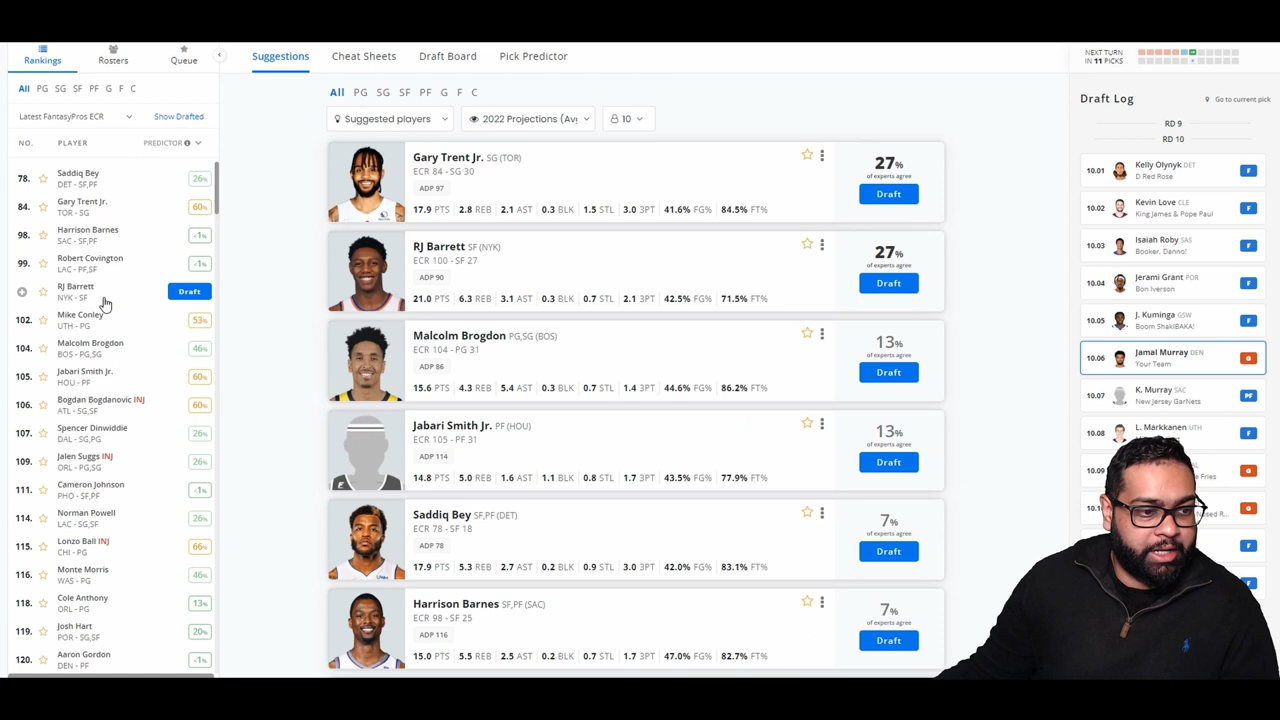 Rankings
Rosters
Queue
All PG SG SF PF G F C
Latest FantasyPros ECR
Show Drafted
NO. PLAYER PREDICTOR
78. Saddiq Bey 26%
DET - SF,PF
84. Gary Trent Jr. 60%
TOR - SG
98. Harrison Barnes <1%
SAC - SF,PF
99. Robert Covington <1%
LAC - PF,SF
RJ Barrett Draft
NYK - SF
102. Mike Conley 53%
UTH - PG
104. Malcolm Brogdon 46%
BOS - PG,SG
105. Jabari Smith Jr. 60%
HOU - PF
106. Bogdan Bogdanovic INJ 60%
ATL - SG,SF
107. Spencer Dinwiddie 26%
DAL - SG,PG
109. Jalen Suggs INJ 26%
ORL - PG,SG
111. Cameron Johnson <1%
PHO - SF,PF
114. Norman Powell 26%
LAC - SG,SF
115. Lonzo Ball INJ 66%
CHI - PG
116. Monte Morris 46%
WAS - PG
118. Cole Anthony 13%
ORL - PG
119. Josh Hart 20%
POR - SG,SF
120. Aaron Gordon <1%
DEN - PF
Suggestions Cheat Sheets Draft Board Pick Predictor
All PG SG SF PF G F C
Suggested players
2022 Projections (Av
10
Gary Trent Jr. SG (TOR)
ECR 84 - SG 30
ADP 97
17.9 PTS 2.8 REB 2.1 AST 0.3 BLK 1.5 STL 3.0 3PT 41.6% FG% 84.5% FT%
27%
of experts agree
Draft
RJ Barrett SF (NYK)
ECR 100 - SF 27
ADP 90
21.0 PTS 6.3 REB 3.1 AST 0.3 BLK 0.7 STL 2.1 3PT 42.5% FG% 71.5% FT%
27%
of experts agree
Draft
Malcolm Brogdon PG,SG (BOS)
ECR 104 - PG 31
ADP 86
15.6 PTS 4.3 REB 5.4 AST 0.3 BLK 0.7 STL 1.4 3PT 44.6% FG% 86.2% FT%
13%
of experts agree
Draft
Jabari Smith Jr. PF (HOU)
ECR 105 - PF 31
ADP 114
14.8 PTS 5.0 REB 1.6 AST 1.1 BLK 0.8 STL 1.7 3PT 43.5% FG% 77.9% FT%
13%
of experts agree
Draft
Saddiq Bey SF,PF (DET)
ECR 78 - SF 18
ADP 78
17.9 PTS 5.3 REB 2.7 AST 0.2 BLK 0.9 STL 3.0 3PT 42.0% FG% 83.1% FT%
7%
of experts agree
Draft
Harrison Barnes SF,PF (SAC)
ECR 98 - SF 25
ADP 116
15.0 PTS 5.5 REB 2.5 AST 0.2 BLK 0.7 STL 1.7 3PT 47.0% FG% 82.7% FT%
7%
of experts agree
Draft
NEXT TURN
IN 11 PICKS
Draft Log
Go to current pick
RD 9
RD 10
10.01 Kelly Olynyk DET F
D Red Rose
10.02 Kevin Love CLE F
King James & Pope Paul
10.03 Isaiah Roby SAS F
Booker, Danno!
10.04 Jerami Grant POR F
Bon Iverson
10.05 J. Kuminga GSW F
Boom ShakIBAKA!
10.06 Jamal Murray DEN G
Your Team
10.07 K. Murray SAC PF
New Jersey GarNets
10.08 L. Markkanen UTH F
10.09 G
Fries
G
F
F